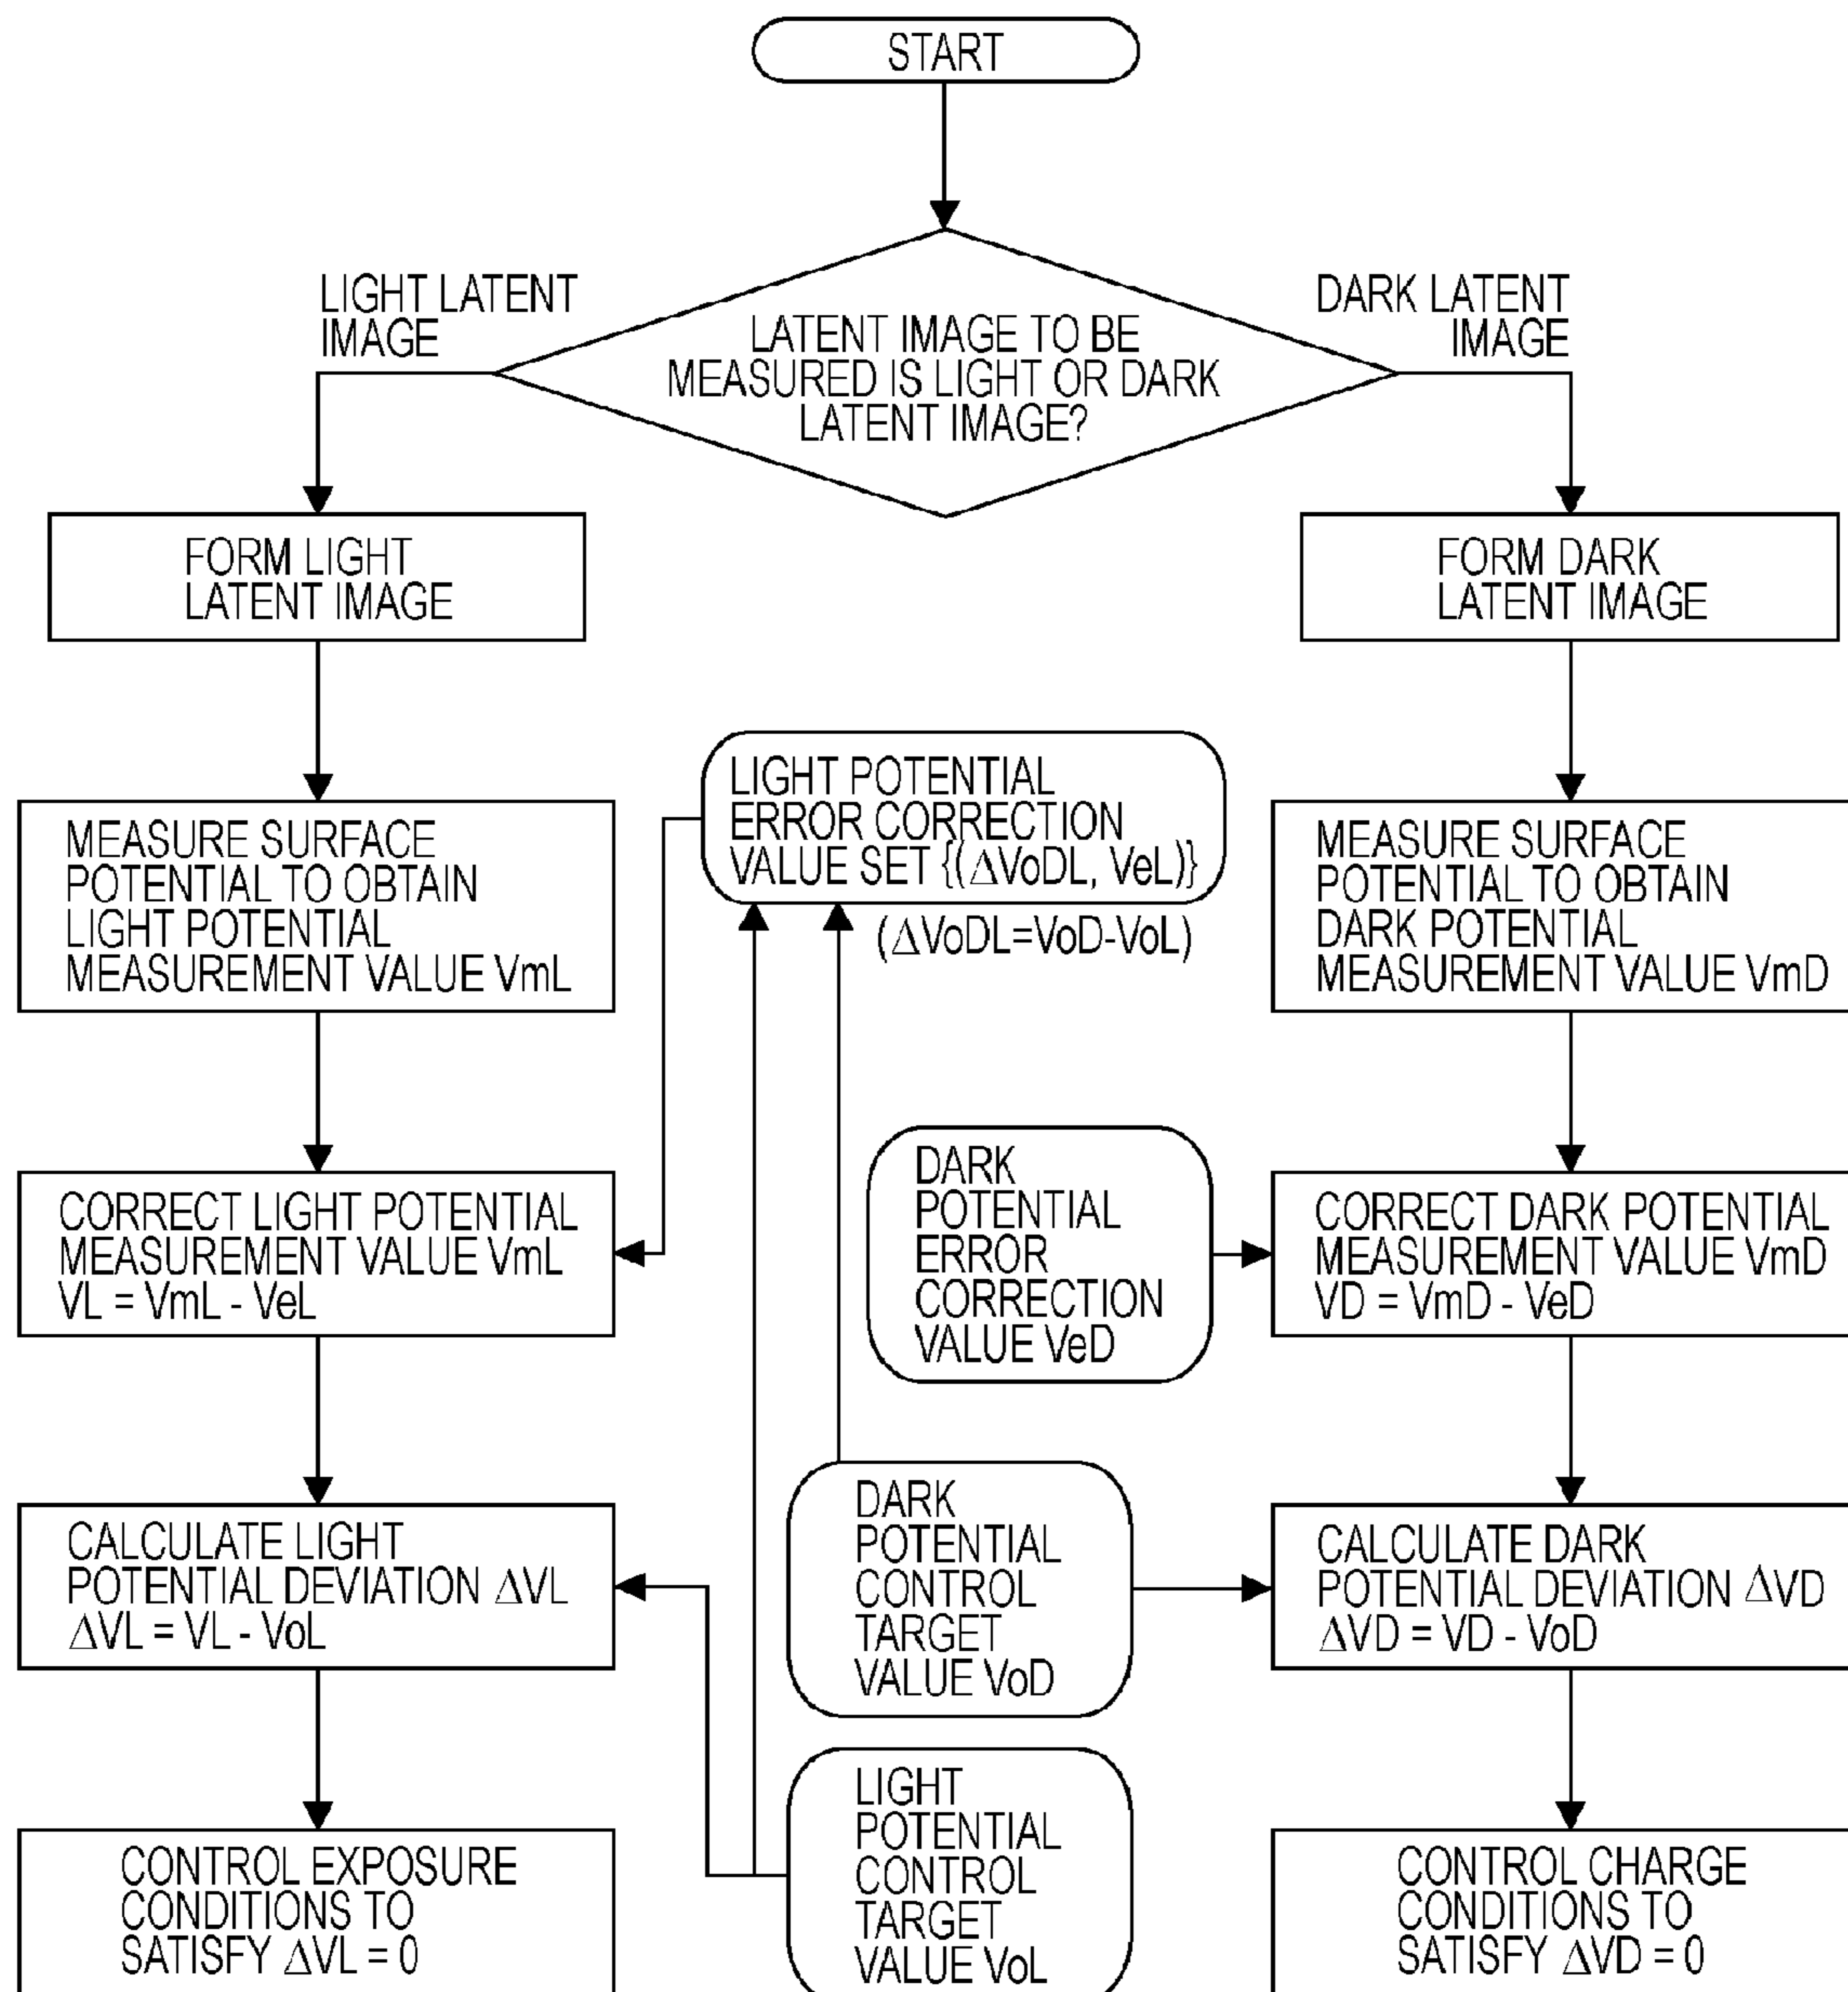 START
LIGHT LATENT
IMAGE
DARK LATENT
IMAGE
LATENT IMAGE TO BE
MEASURED IS LIGHT OR DARK
LATENT IMAGE?
FORM LIGHT
LATENT IMAGE
FORM DARK
LATENT IMAGE
MEASURE SURFACE
POTENTIAL TO OBTAIN
LIGHT POTENTIAL
MEASUREMENT VALUE VmL
LIGHT POTENTIAL
ERROR CORRECTION
VALUE SET {(ΔVoDL, VeL)}
(ΔVoDL=VoD-VoL)
MEASURE SURFACE
POTENTIAL TO OBTAIN
DARK POTENTIAL
MEASUREMENT VALUE VmD
CORRECT LIGHT POTENTIAL
MEASUREMENT VALUE VmL
VL = VmL - VeL
DARK
POTENTIAL
ERROR
CORRECTION
VALUE VeD
CORRECT DARK POTENTIAL
MEASUREMENT VALUE VmD
VD = VmD - VeD
CALCULATE LIGHT
POTENTIAL DEVIATION ΔVL
ΔVL = VL - VoL
DARK
POTENTIAL
CONTROL
TARGET
VALUE VoD
CALCULATE DARK
POTENTIAL DEVIATION ΔVD
ΔVD = VD - VoD
CONTROL EXPOSURE
CONDITIONS TO
SATISFY ΔVL = 0
LIGHT
POTENTIAL
CONTROL
TARGET
VALUE VoL
CONTROL CHARGE
CONDITIONS TO
SATISFY ΔVD = 0